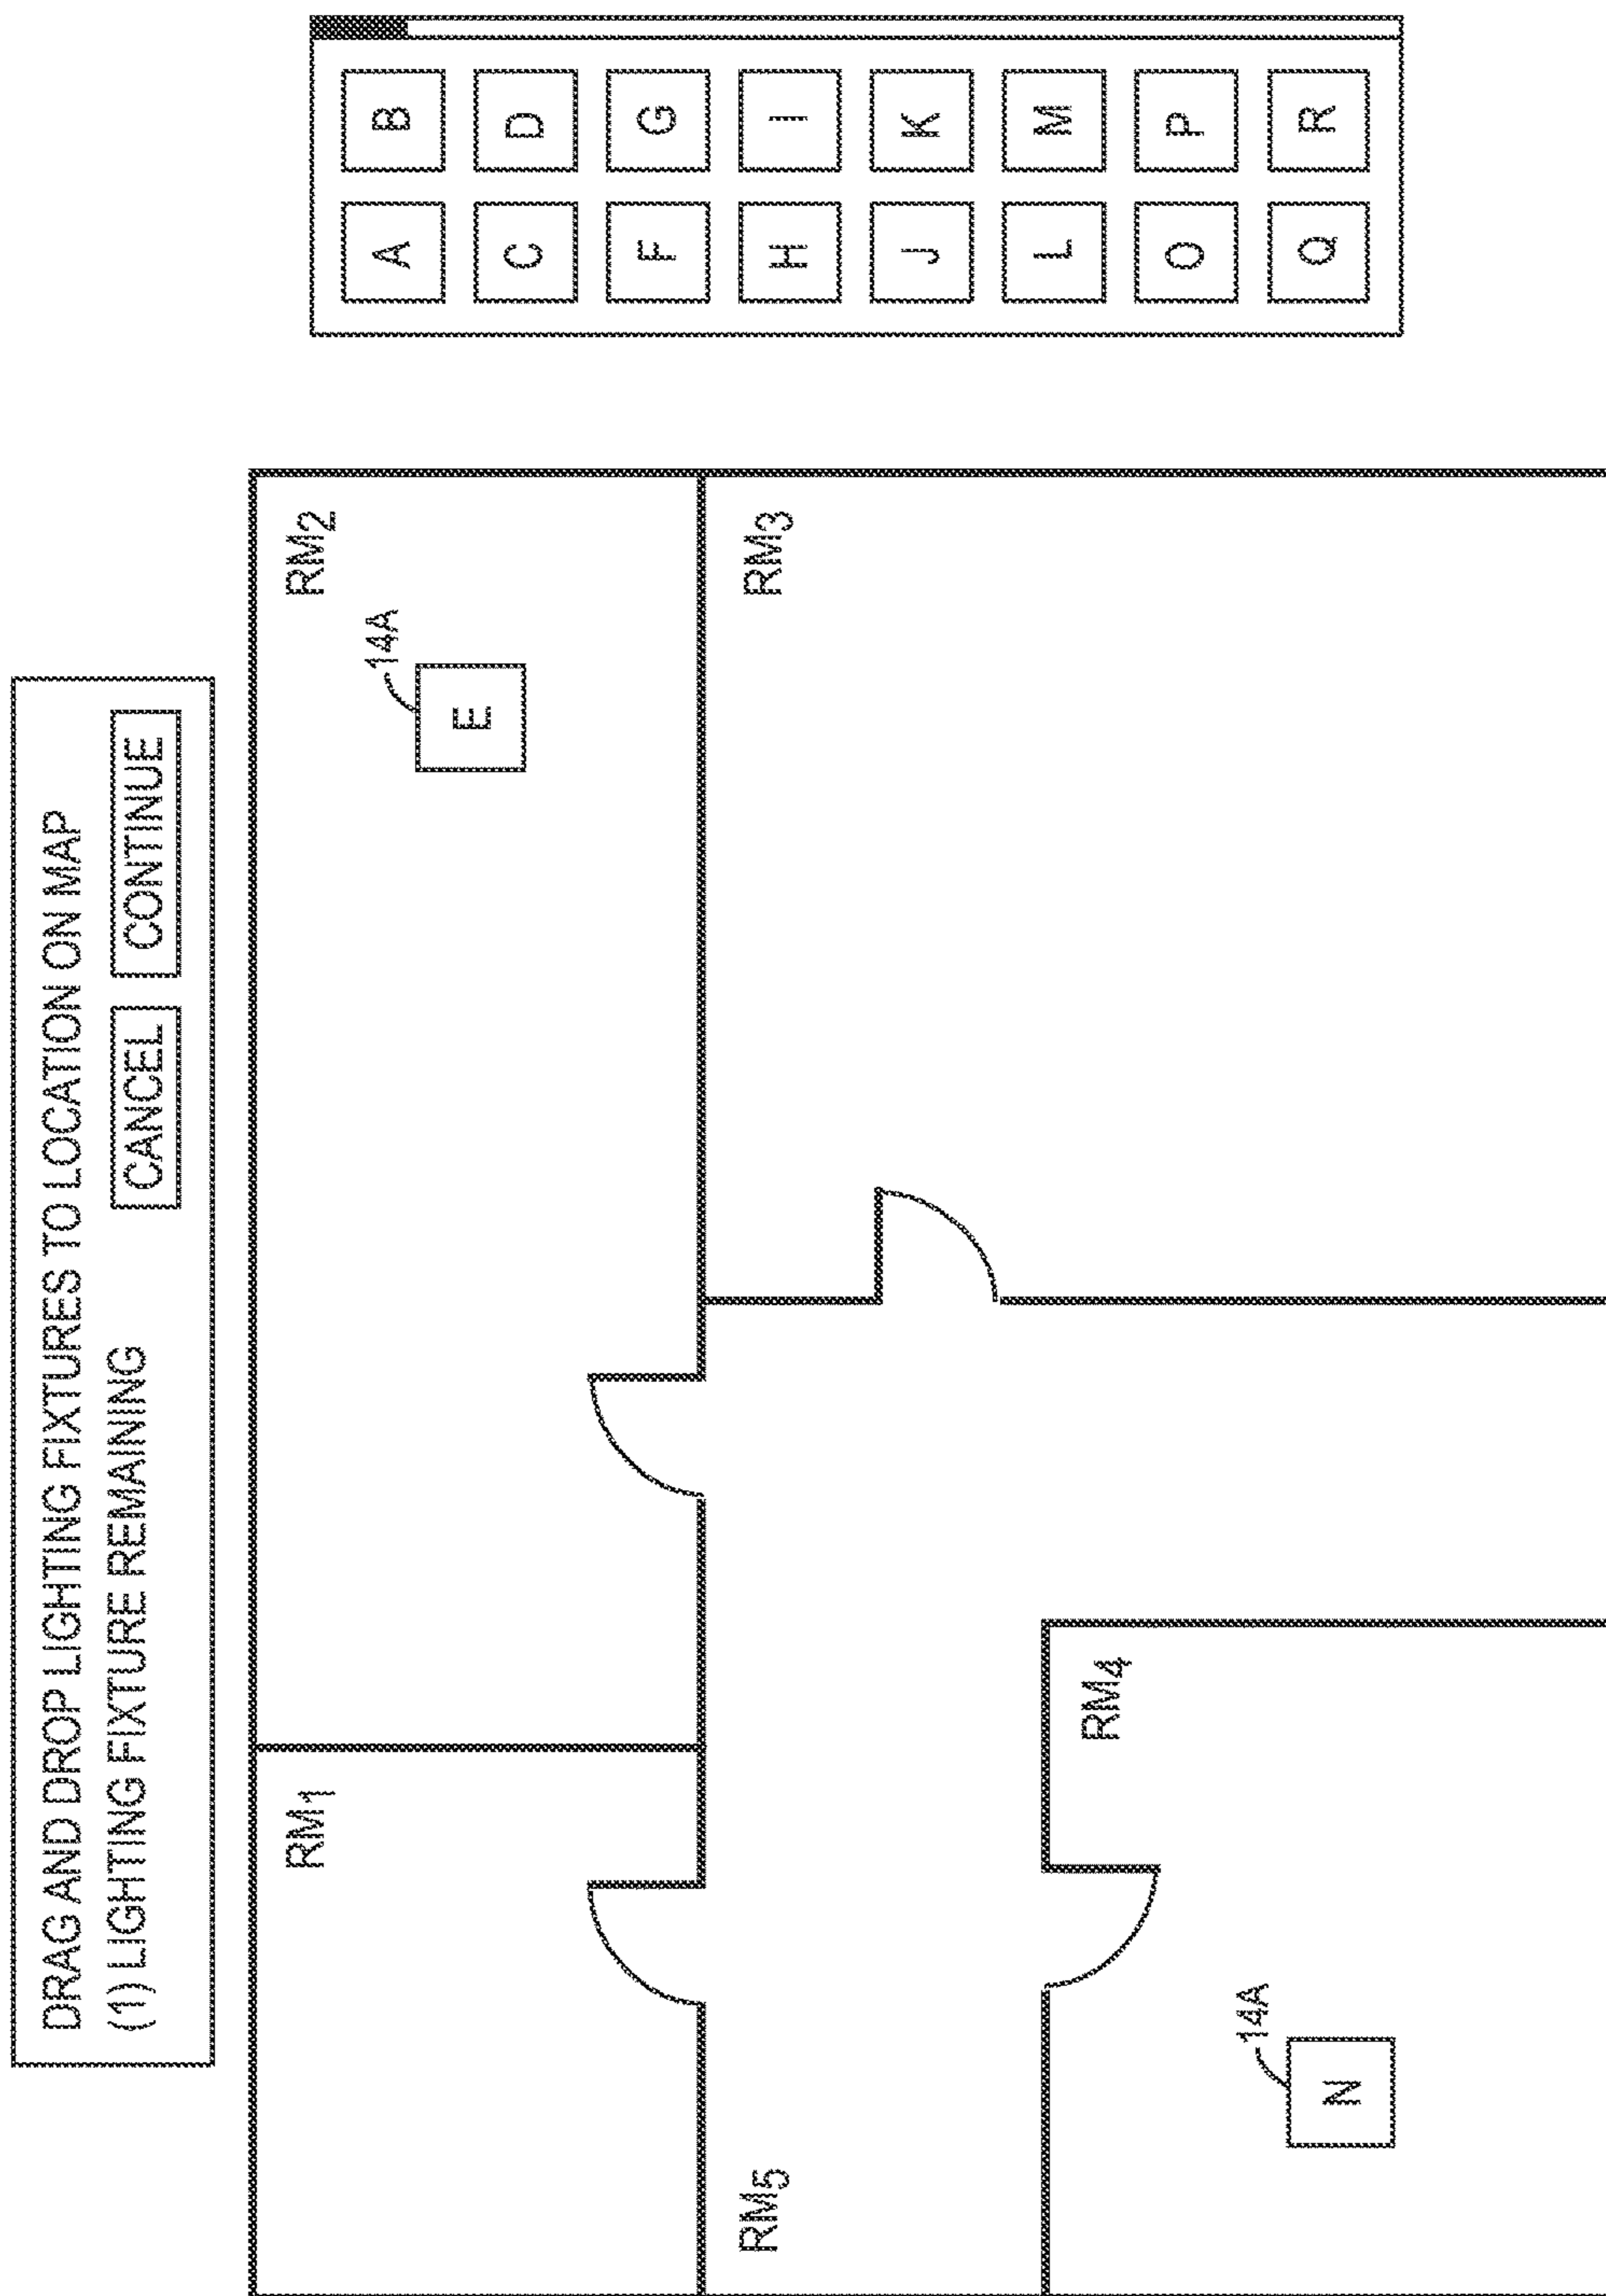 DRAG AND DROP LIGHTING FIXTURES TO LOCATION ON MAP
(1) LIGHTING FIXTURE REMAINING
CANCEL CONTINUE
RM1
RM2
14A
E
RM5
RM3
RM4
14A
N
A B
C D
F G
H I
J K
L M
O P
Q R